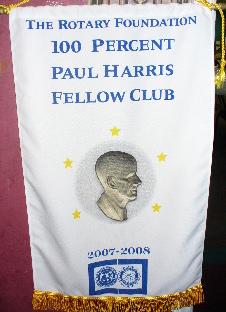 THE ROTARY FOUNDATION
100 PERCENT
PAUL HARRIS
FELLOW CLUB
2007-2008